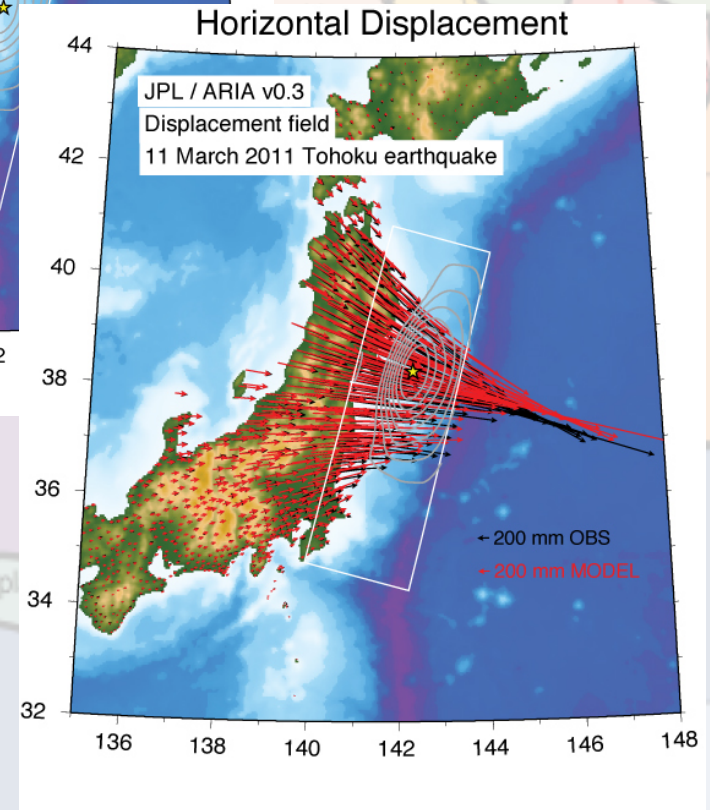 Horizontal Displacement
44
JPL / ARIA v0.3
Displacement field
11 March 2011 Tohoku earthquake
42
40
2
38
36
200 mm OBS
200 mm MODEL
34
32
136 138 140 142 144 146 148